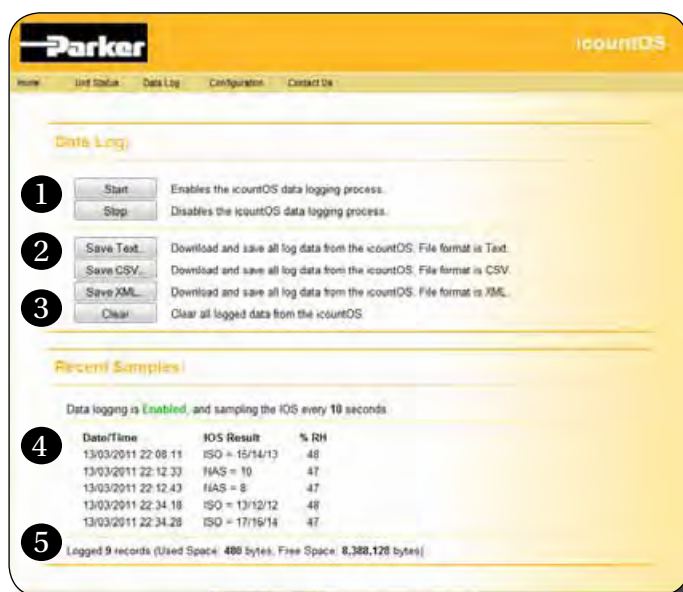 Parker
icountOS
Home Unit Status Data Log Configuration Contact Us
Data Log:
1 Start Enables the icountOS data logging process.
Stop Disables the icountOS data logging process.
2 Save Text... Download and save all log data from the icountOS. File format is Text.
Save CSV... Download and save all log data from the icountOS. File format is CSV.
Save XML... Download and save all log data from the icountOS. File format is XML.
3 Clear Clear all logged data from the icountOS.
Recent Samples:
Data logging is Enabled, and sampling the IOS every 10 seconds.
Date/Time IOS Result % RH
4 13/03/2011 22:08:11 ISO = 15/14/13 48
13/03/2011 22:12:33 NAS = 10 47
13/03/2011 22:12:43 NAS = 8 47
13/03/2011 22:34:18 ISO = 13/12/12 48
13/03/2011 22:34:28 ISO = 17/16/14 47
5 Logged 9 records (Used Space: 480 bytes, Free Space: 8,388,128 bytes)